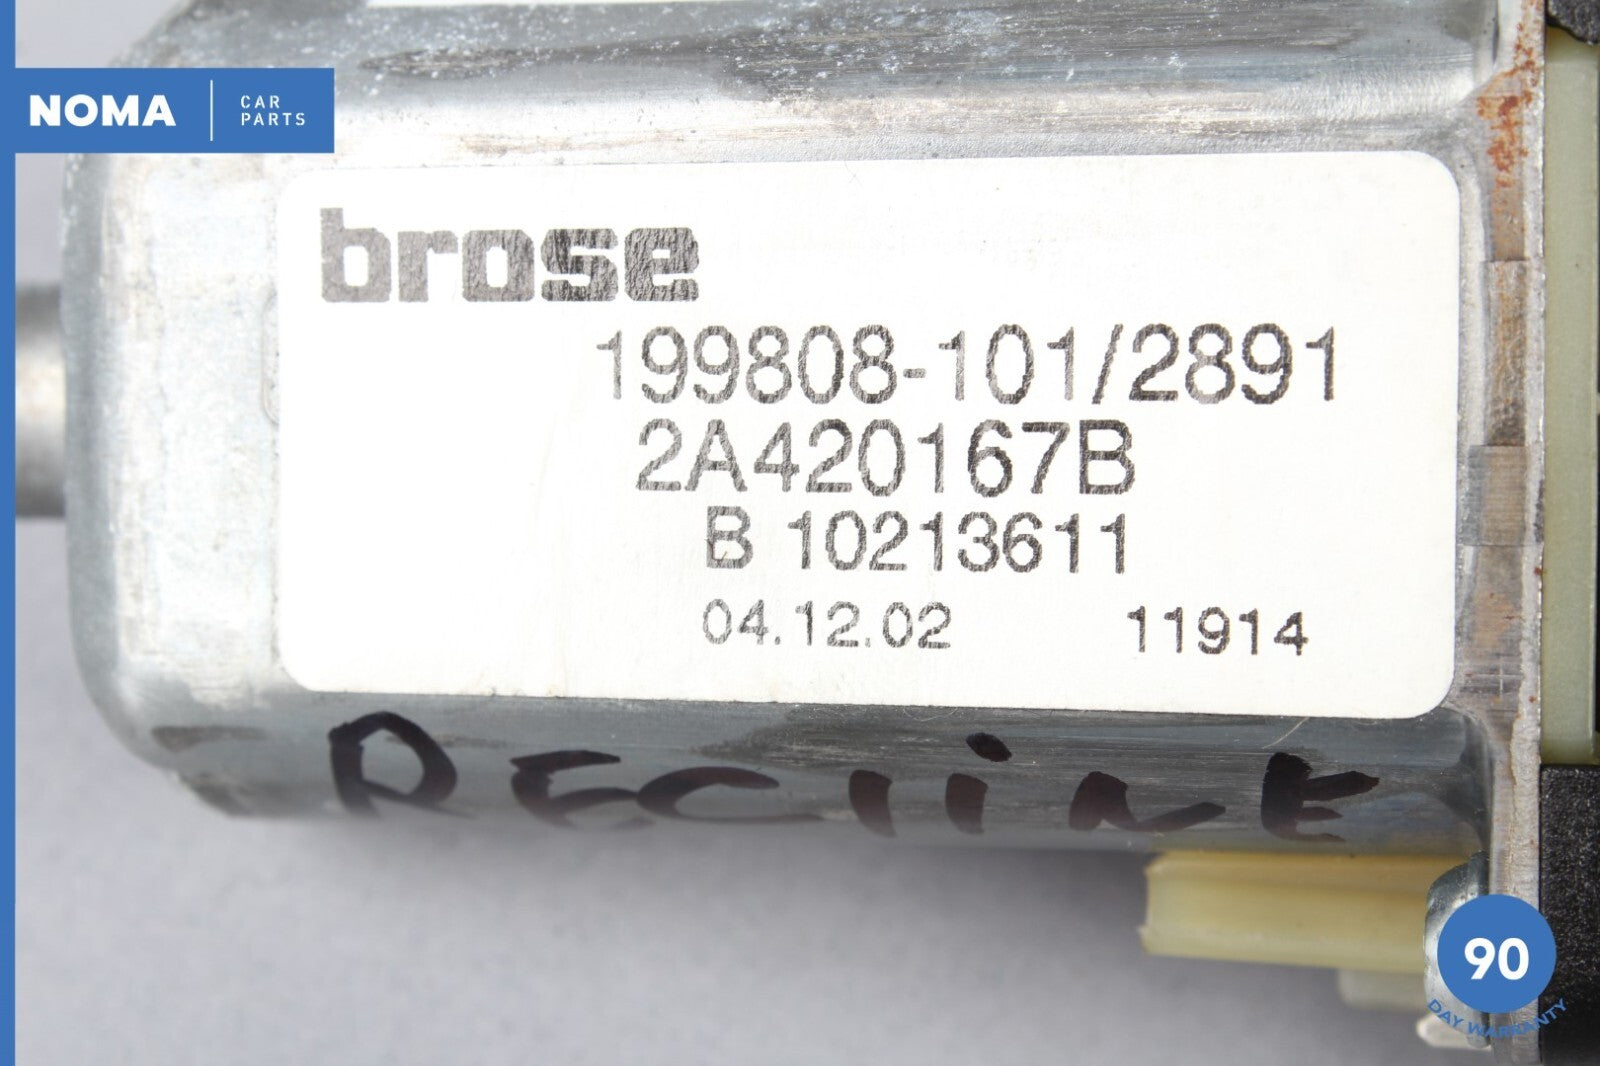 NOMA
CAR
PARTS
brose
199808-101/2891
2A420167B
B 10213611
04.12.02 11914
RECliNE
90
DAY WARRANTY